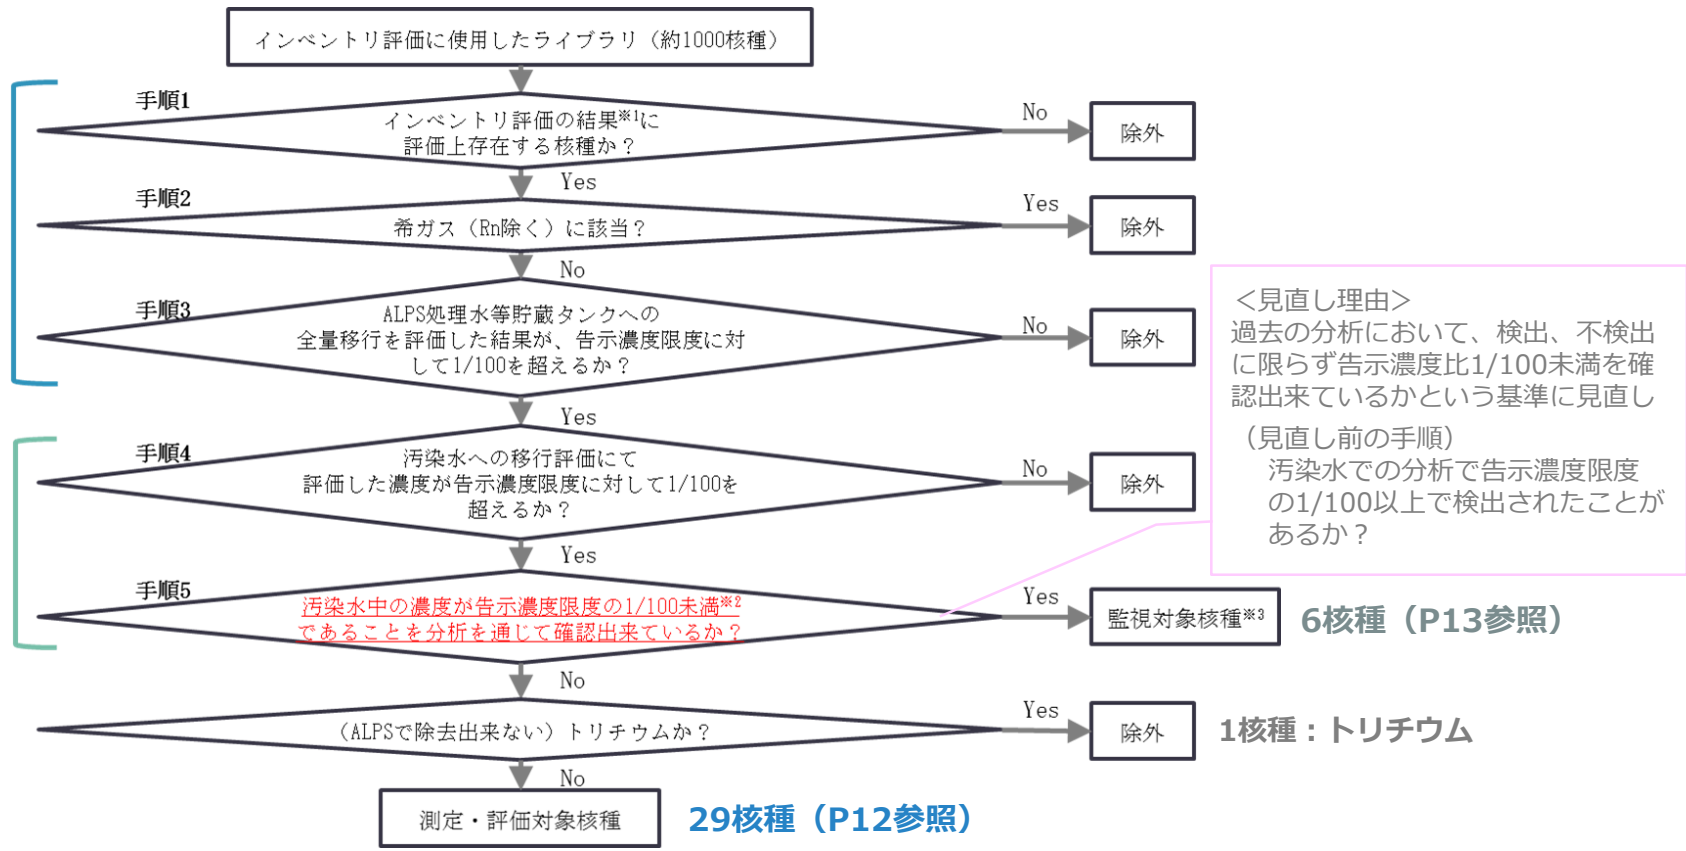 インベントリ評価に使用したライブラリ（約1000核種）
手順1
インベントリ評価の結果※1に
評価上存在する核種か？
No
除外
Yes
手順2
希ガス（Rn除く）に該当？
Yes
除外
No
手順3
ALPS処理水等貯蔵タンクへの
全量移行を評価した結果が、告示濃度限度に対
して1/100を超えるか？
No
除外
Yes
＜見直し理由＞
過去の分析において、検出、不検出
に限らず告示濃度比1/100未満を確
認出来ているかという基準に見直し
（見直し前の手順）
汚染水での分析で告示濃度限度
の1/100以上で検出されたことが
あるか？
手順4
汚染水への移行評価にて
評価した濃度が告示濃度限度に対して1/100を
超えるか？
No
除外
Yes
手順5
汚染水中の濃度が告示濃度限度の1/100未満※2
であることを分析を通じて確認出来ているか？
Yes
監視対象核種※3
6核種（P13参照）
No
（ALPSで除去出来ない）トリチウムか？
Yes
除外
1核種：トリチウム
No
測定・評価対象核種
29核種（P12参照）